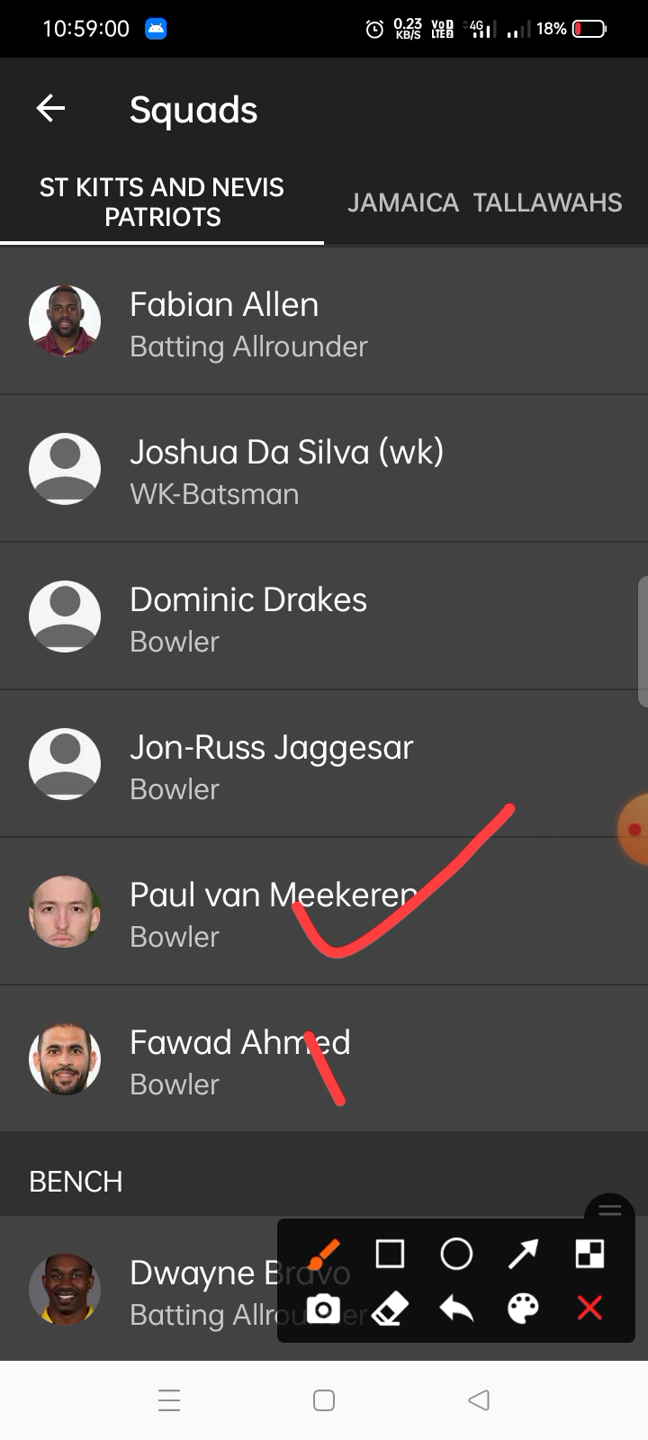 10:59:00 0.23 KB/S VoD LTE2 4G 18%
Squads
ST KITTS AND NEVIS PATRIOTS
JAMAICA TALLAWAHS
Fabian Allen
Batting Allrounder
Joshua Da Silva (wk)
WK-Batsman
Dominic Drakes
Bowler
Jon-Russ Jaggesar
Bowler
Paul van Meekeren
Bowler
Fawad Ahmed
Bowler
BENCH
Dwayne Bravo
Batting Allrounder